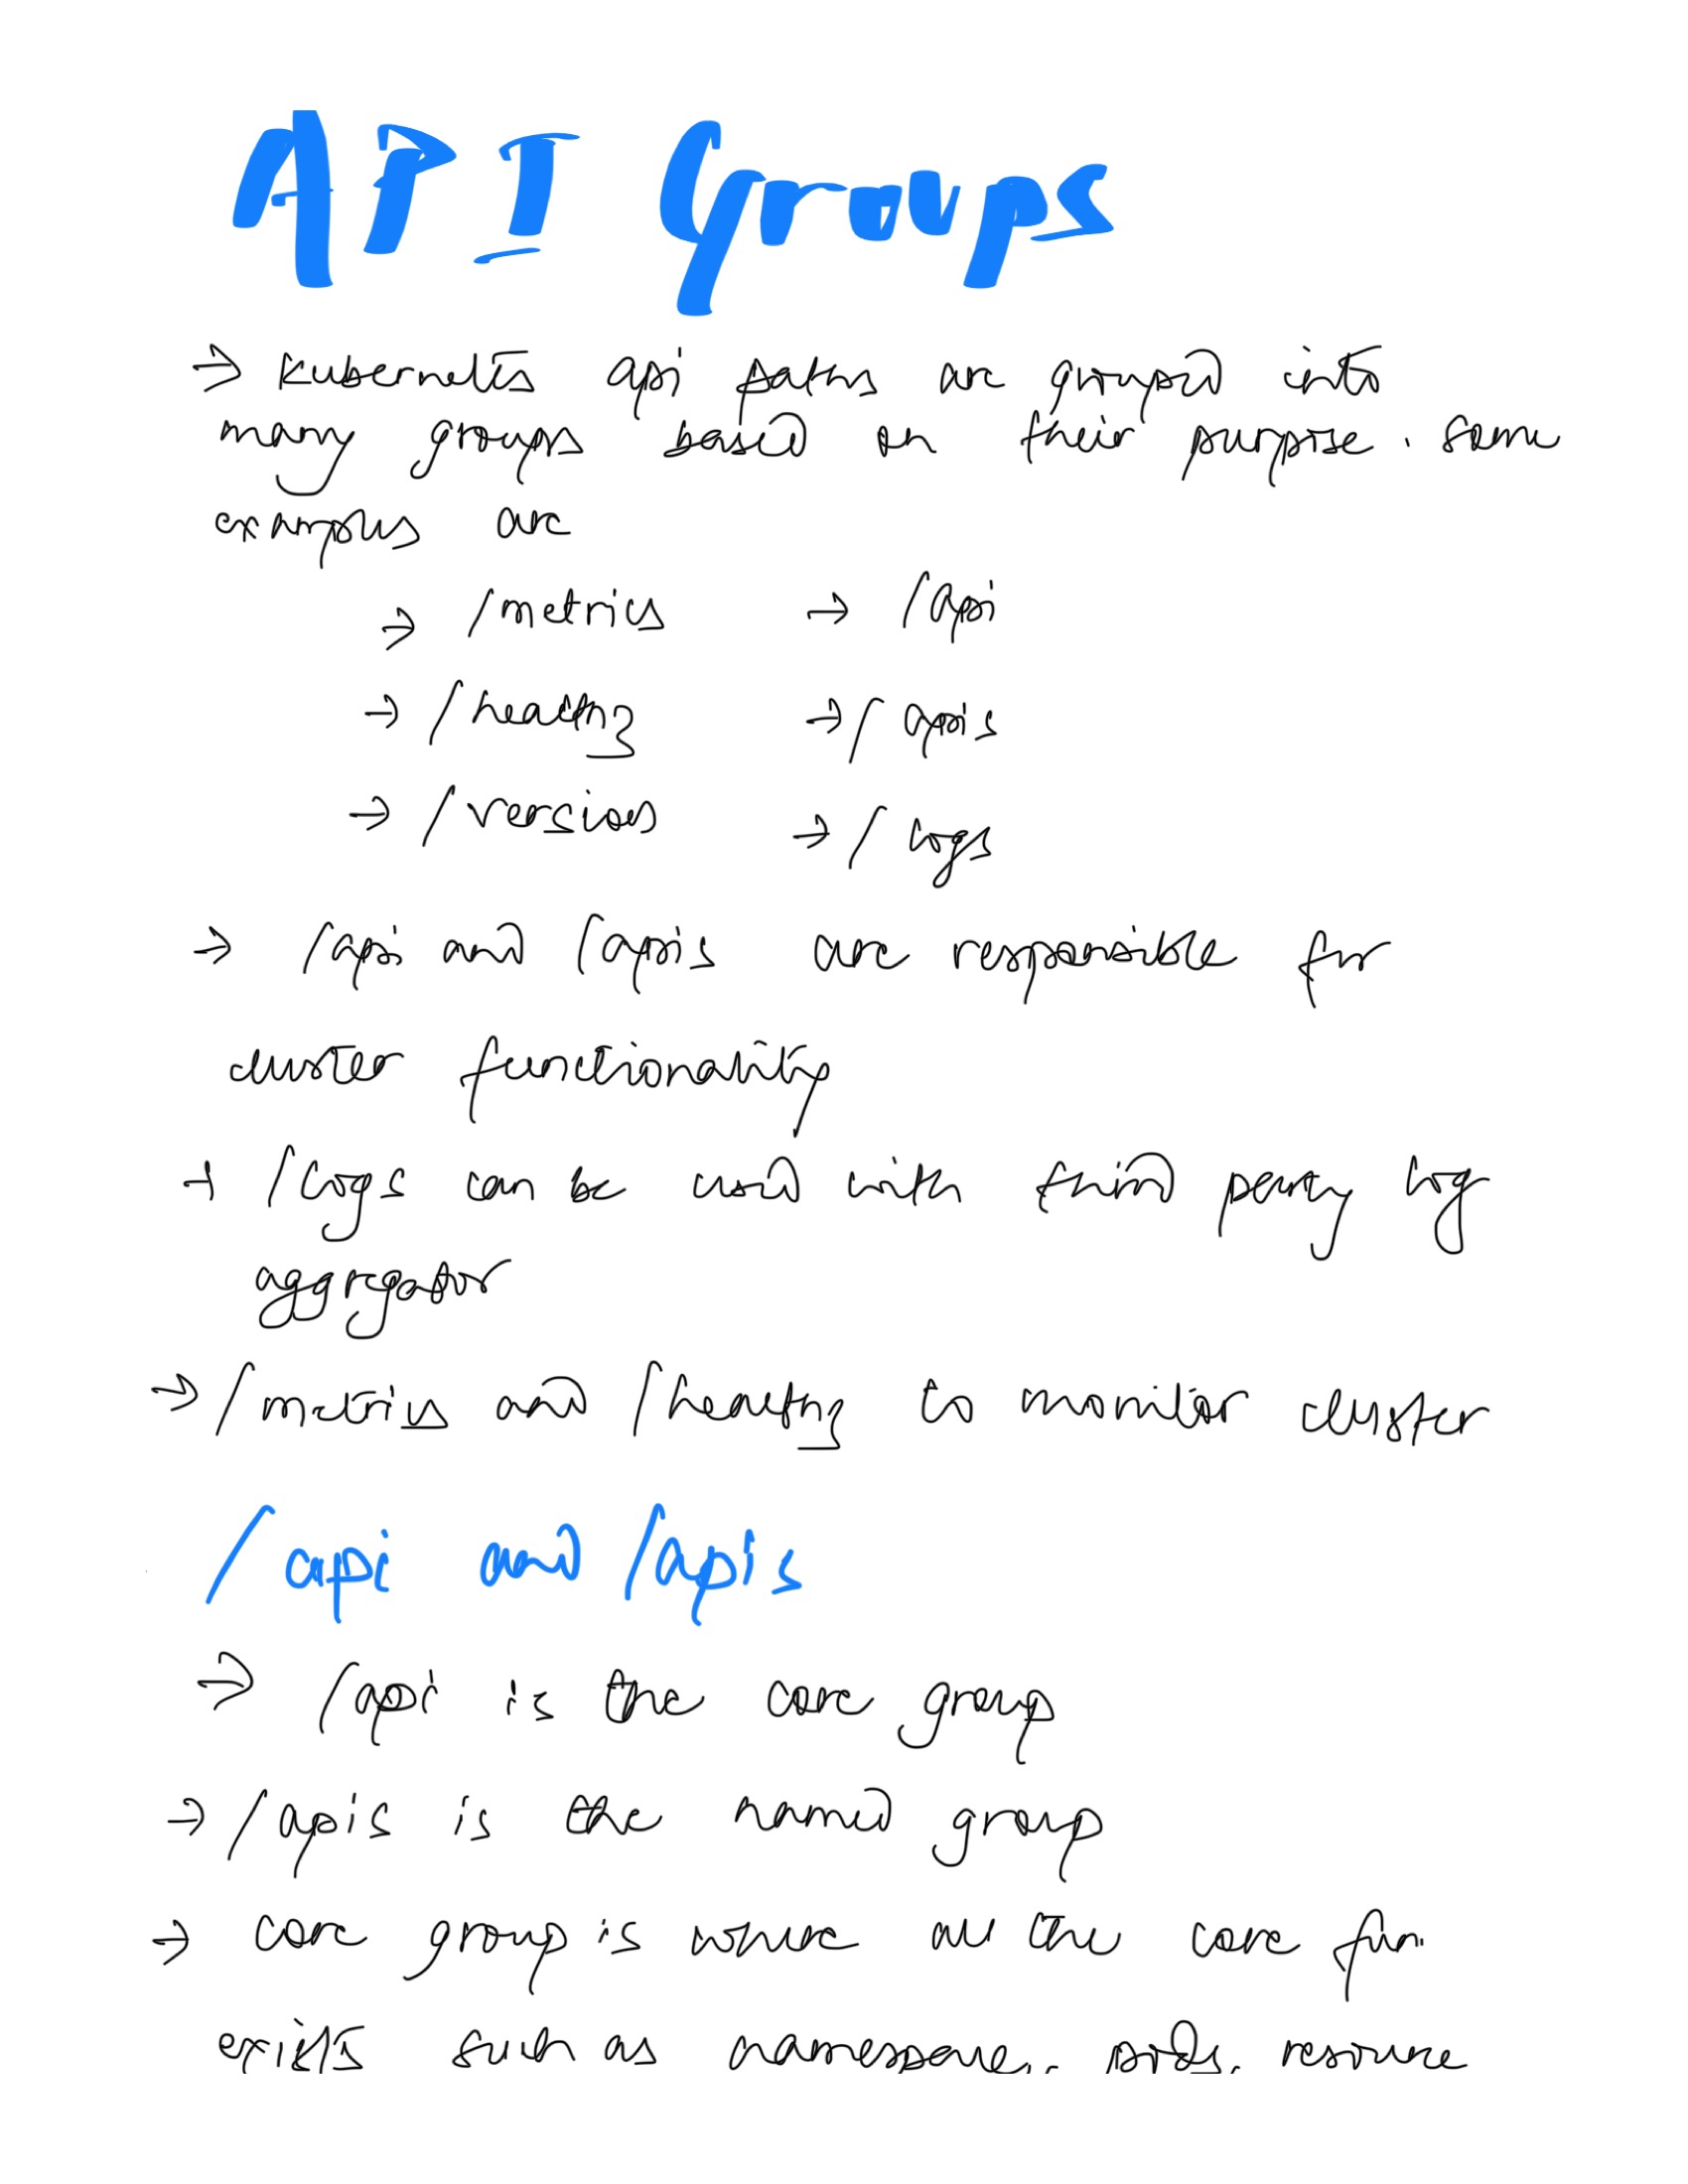 API Groups
→ Kubernetes api paths are grouped into
many groups based on their purpose. some
examples are
→ /metrics → /api
→ /healthz → /apis
→ /versions → /logs
→ /api and /apis are responsible for
cluster functionality
→ /logs can be used with third party log
aggregator
→ /metrics and /healthz to monitor cluster
/api and /apis
→ /api is the core group
→ /apis is the named group
→ core group is where all the core fun.
exists such as namespace, pods, resource